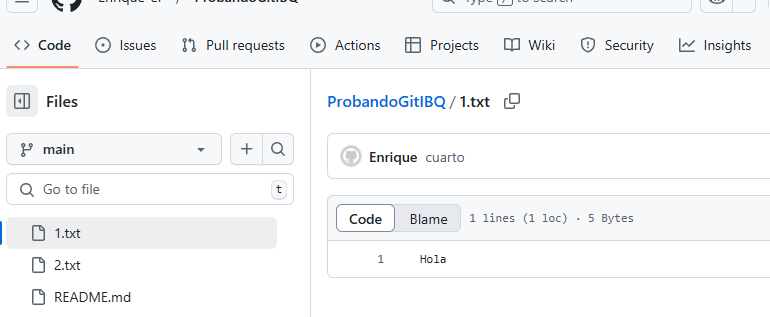 ProbandoGitIBQ
Type / to search
Code
Issues
Pull requests
Actions
Projects
Wiki
Security
Insights
Files
main
Go to file
t
1.txt
2.txt
README.md
ProbandoGitIBQ / 1.txt
Enrique cuarto
Code Blame 1 lines (1 loc) · 5 Bytes
1 Hola